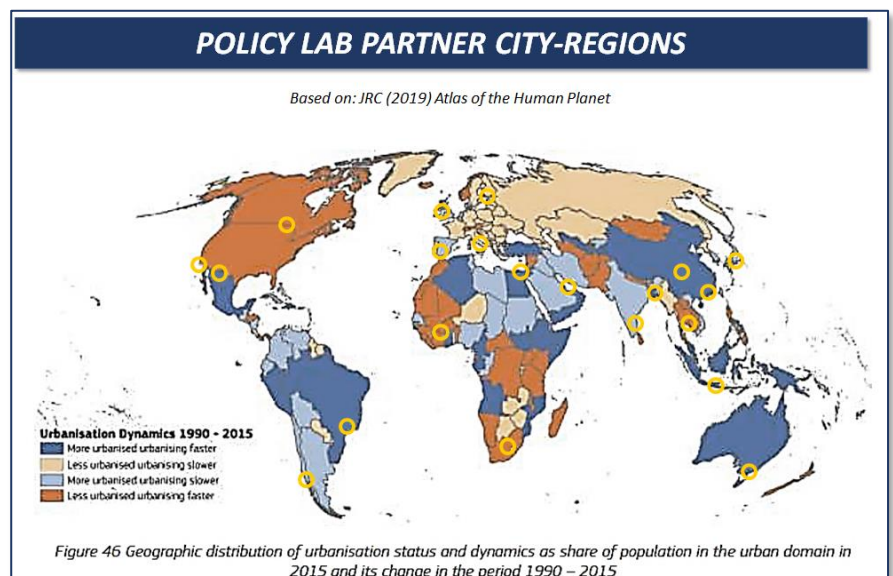 POLICY LAB PARTNER CITY-REGIONS
Based on: JRC (2019) Atlas of the Human Planet
Urbanisation Dynamics 1990 - 2015
More urbanised urbanising faster
Less urbanised urbanising slower
More urbanised urbanising slower
Less urbanised urbanising faster
Figure 46 Geographic distribution of urbanisation status and dynamics as share of population in the urban domain in
2015 and its change in the period 1990 – 2015